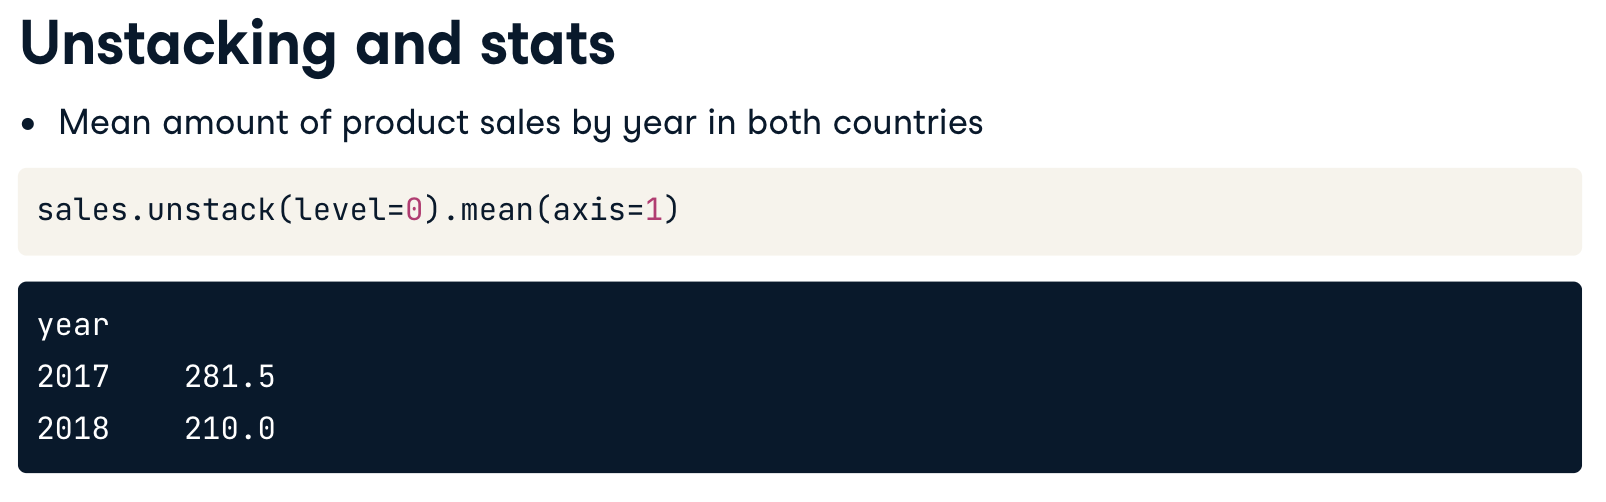 Unstacking and stats
• Mean amount of product sales by year in both countries
sales.unstack(level=0).mean(axis=1)
year
2017    281.5
2018    210.0